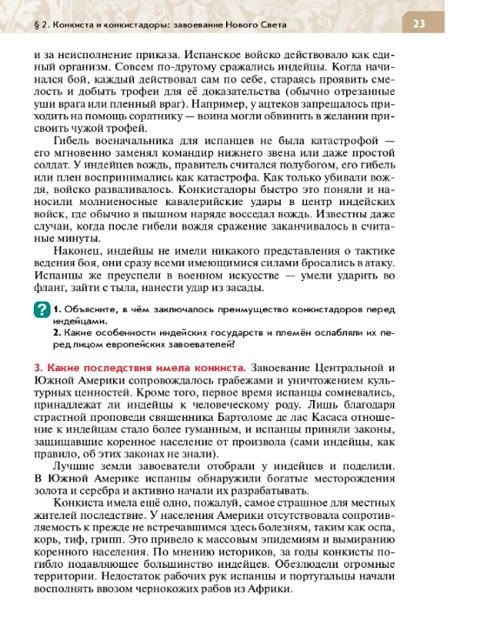 § 2. Конкиста и конкистадоры: завоевание Нового Света
23
и за неисполнение приказа. Испанское войско действовало как еди-
ный организм. Совсем по-другому сражались индейцы. Когда начи-
нался бой, каждый действовал сам по себе, стараясь проявить сме-
лость и добыть трофеи для её доказательства (обычно отрезанные
уши врага или пленный враг). Например, у ацтеков запрещалось при-
ходить на помощь соратнику — воина могли обвинить в желании при-
своить чужой трофей.
Гибель военачальника для испанцев не была катастрофой —
его мгновенно заменял командир нижнего звена или даже простой
солдат. У индейцев вождь, правитель считался полубогом, его гибель
или плен воспринимались как катастрофа. Как только убивали вож-
дя, войско разваливалось. Конкистадоры быстро это поняли и на-
носили молниеносные кавалерийские удары в центр индейских
войск, где обычно в пышном наряде восседал вождь. Известны даже
случаи, когда после гибели вождя сражение заканчивалось в счита-
ные минуты.
Наконец, индейцы не имели никакого представления о тактике
ведения боя, они сразу всеми имеющимися силами бросались в атаку.
Испанцы же преуспели в военном искусстве — умели ударить во
фланг, зайти с тыла, нанести удар из засады.
? 1. Объясните, в чём заключалось преимущество конкистадоров перед
индейцами.
2. Какие особенности индейских государств и племён ослабляли их пе-
ред лицом европейских завоевателей?
3. Какие последствия имела конкиста. Завоевание Центральной и
Южной Америки сопровождалось грабежами и уничтожением куль-
турных ценностей. Кроме того, первое время испанцы сомневались,
принадлежат ли индейцы к человеческому роду. Лишь благодаря
страстной проповеди священника Бартоломе де лас Касаса отноше-
ние к индейцам стало более гуманным, и испанцы приняли законы,
защищавшие коренное население от произвола (сами индейцы, как
правило, об этих законах не знали).
Лучшие земли завоеватели отобрали у индейцев и поделили.
В Южной Америке испанцы обнаружили богатые месторождения
золота и серебра и активно начали их разрабатывать.
Конкиста имела ещё одно, пожалуй, самое страшное для местных
жителей последствие. У населения Америки отсутствовала сопротив-
ляемость к прежде не встречавшимся здесь болезням, таким как оспа,
корь, тиф, грипп. Это привело к массовым эпидемиям и вымиранию
коренного населения. По мнению историков, за годы конкисты по-
гибло подавляющее большинство индейцев. Обезлюдели огромные
территории. Недостаток рабочих рук испанцы и португальцы начали
восполнять ввозом чернокожих рабов из Африки.